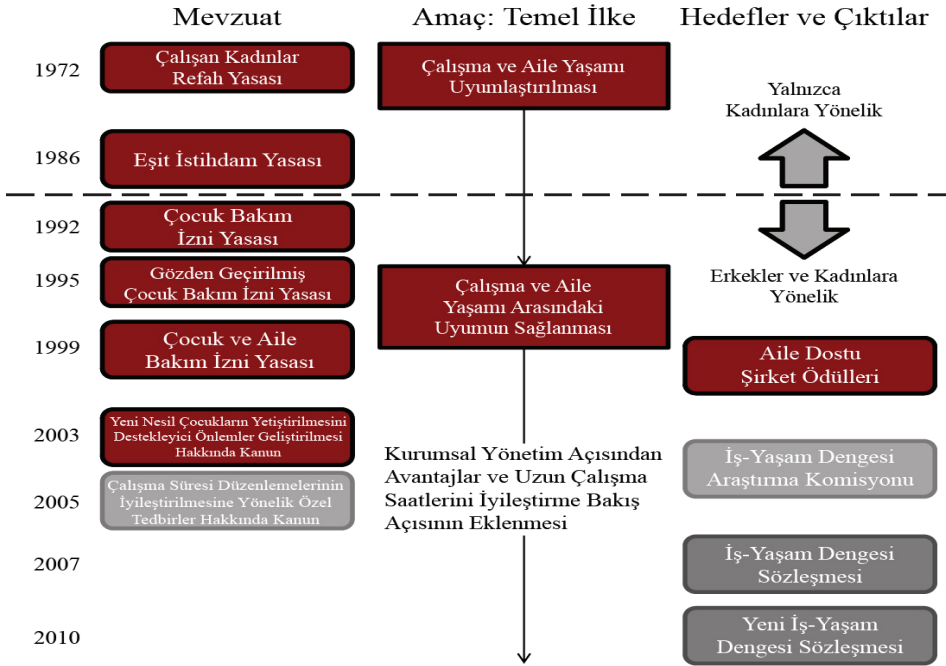 Mevzuat
Amaç: Temel İlke
Hedefler ve Çıktılar
1972
Çalışan Kadınlar
Refah Yasası
Çalışma ve Aile Yaşamı
Uyumlaştırılması
Yalnızca
Kadınlara Yönelik
1986
Eşit İstihdam Yasası
1992
Çocuk Bakım
İzni Yasası
1995
Gözden Geçirilmiş
Çocuk Bakım İzni Yasası
Çalışma ve Aile
Yaşamı Arasındaki
Uyumun Sağlanması
Erkekler ve Kadınlara
Yönelik
1999
Çocuk ve Aile
Bakım İzni Yasası
Aile Dostu
Şirket Ödülleri
2003
Yeni Nesil Çocukların Yetiştirilmesini
Destekleyici Önlemler Geliştirilmesi
Hakkında Kanun
Kurumsal Yönetim Açısından
Avantajlar ve Uzun Çalışma
Saatlerini İyileştirme Bakış
Açısının Eklenmesi
İş-Yaşam Dengesi
Araştırma Komisyonu
2005
Çalışma Süresi Düzenlemelerinin
İyileştirilmesine Yönelik Özel
Tedbirler Hakkında Kanun
2007
İş-Yaşam Dengesi
Sözleşmesi
2010
Yeni İş-Yaşam
Dengesi Sözleşmesi